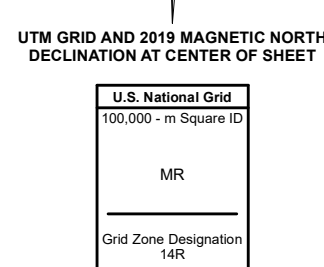 UTM GRID AND 2019 MAGNETIC NORTH
DECLINATION AT CENTER OF SHEET
U.S. National Grid
100,000 - m Square ID
MR
Grid Zone Designation
14R